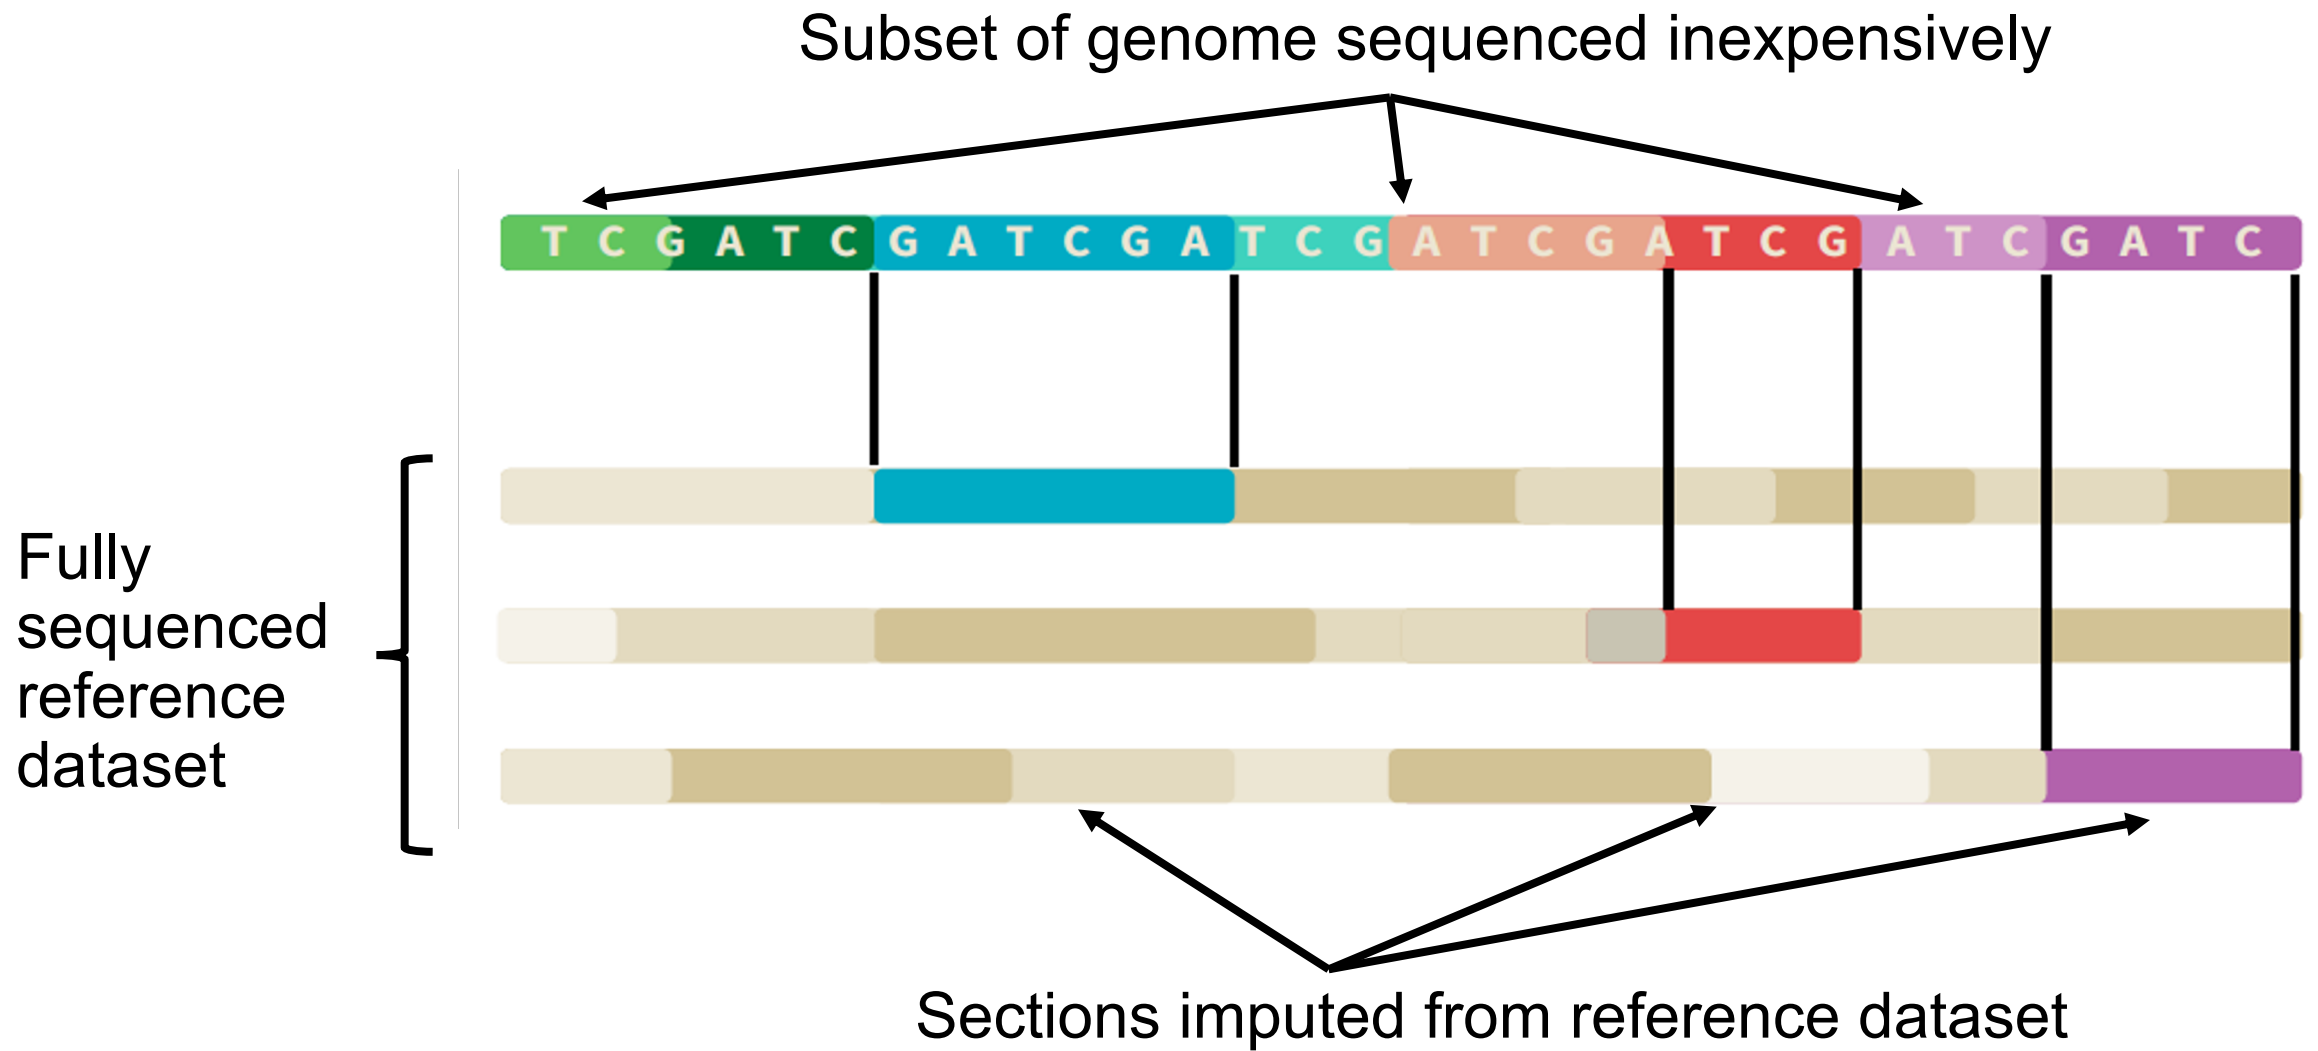 Subset of genome sequenced inexpensively
T C G A T C G A T C G A T C G A T C G A T C G A T C G A T C
Fully
sequenced
reference
dataset
Sections imputed from reference dataset